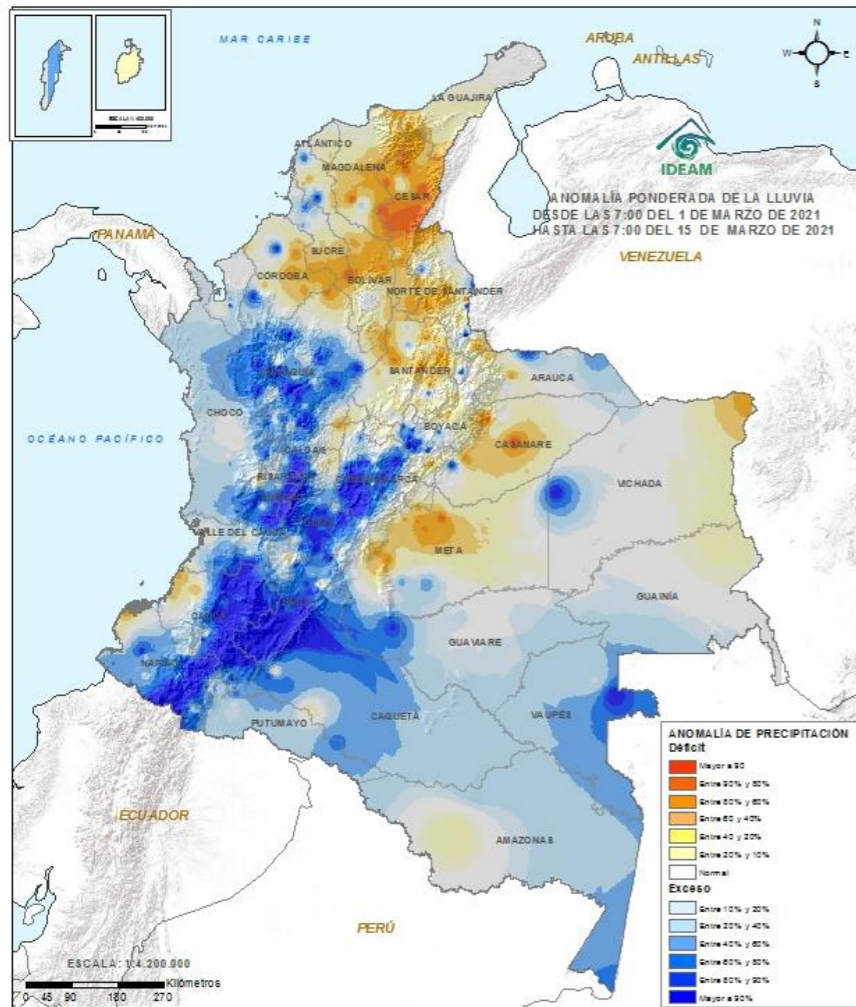 MAR CARIBE
ARUBA
ANTILLAS
N
W
E
S
LA GUAJIRA
ATLÁNTICO
MAGDALENA
CESAR
IDEAM
ANOMALÍA PONDERADA DE LA LLUVIA
DESDE LAS 7:00 DEL 1 DE MARZO DE 2021
HASTA LAS 7:00 DEL 15 DE MARZO DE 2021
PANAMÁ
VENEZUELA
SUCRE
CÓRDOBA
BOLÍVAR
NORTE DE SANTANDER
SANTANDER
ARAUCA
CHOCÓ
BOYACÁ
OCÉANO PACÍFICO
CASANARE
VICHADA
VALLE DEL CAUCA
META
GUAINÍA
GUAVIARE
NARIÑO
PUTUMAYO
CAQUETÁ
VAUPÉS
ECUADOR
AMAZONAS
PERÚ
ANOMALÍA DE PRECIPITACIÓN
Déficit
Mayor a 90
Entre 90% y 80%
Entre 80% y 60%
Entre 60 y 40%
Entre 40 y 20%
Entre 20% y 10%
Normal
Exceso
Entre 10% y 20%
Entre 20% y 40%
Entre 40% y 60%
Entre 60% y 80%
Entre 80% y 90%
Mayor a 90%
ESCALA: 1:4.200.000
Kilómetros
0 45 90 180 270